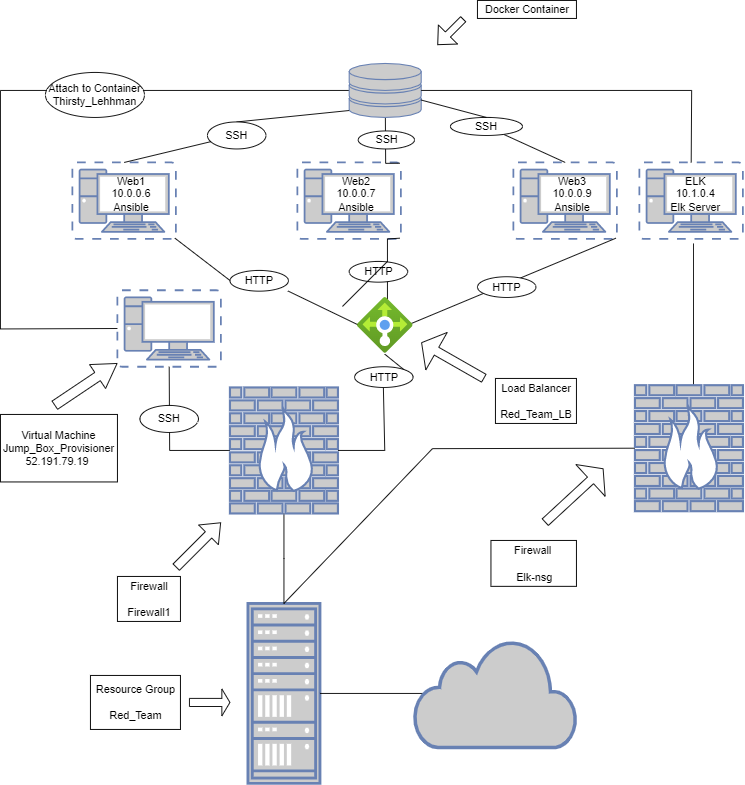 Docker Container
Attach to Container
Thirsty_Lehhman
SSH
SSH
SSH
Web1
10.0.0.6
Ansible
Web2
10.0.0.7
Ansible
Web3
10.0.0.9
Ansible
ELK
10.1.0.4
Elk Server
HTTP
HTTP
HTTP
HTTP
Load Balancer
Red_Team_LB
SSH
Virtual Machine
Jump_Box_Provisioner
52.191.79.19
Firewall
Elk-nsg
Firewall
Firewall1
Resource Group
Red_Team